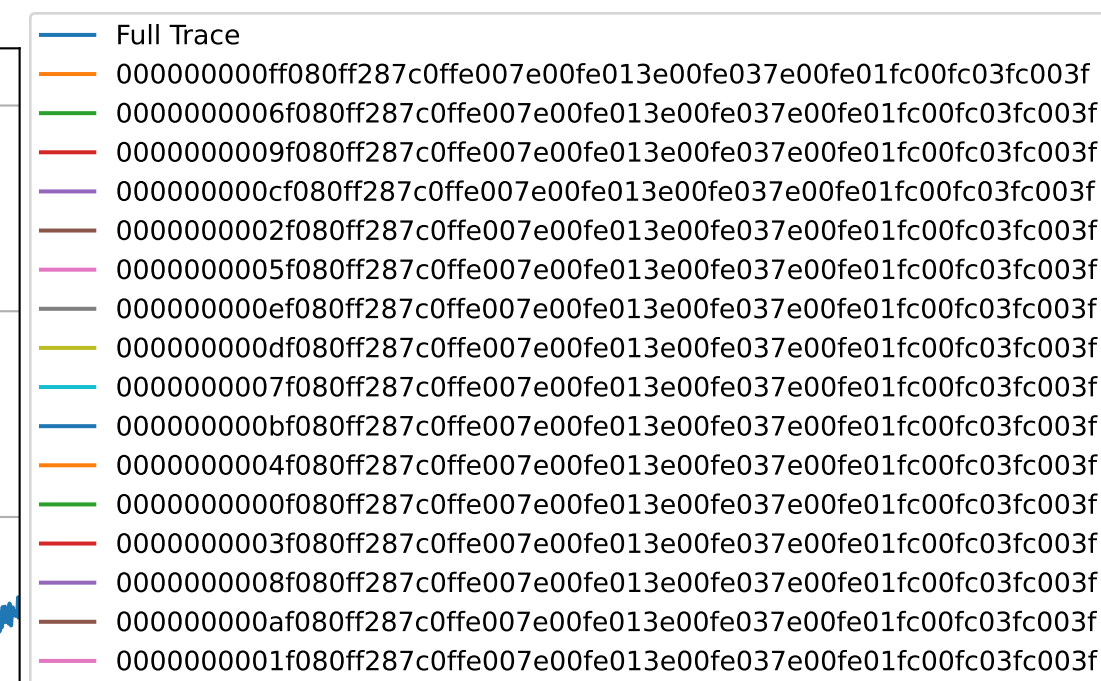 Full Trace
000000000ff080ff287c0ffe007e00fe013e00fe037e00fe01fc00fc03fc003f
0000000006f080ff287c0ffe007e00fe013e00fe037e00fe01fc00fc03fc003f
0000000009f080ff287c0ffe007e00fe013e00fe037e00fe01fc00fc03fc003f
000000000cf080ff287c0ffe007e00fe013e00fe037e00fe01fc00fc03fc003f
0000000002f080ff287c0ffe007e00fe013e00fe037e00fe01fc00fc03fc003f
0000000005f080ff287c0ffe007e00fe013e00fe037e00fe01fc00fc03fc003f
000000000ef080ff287c0ffe007e00fe013e00fe037e00fe01fc00fc03fc003f
000000000df080ff287c0ffe007e00fe013e00fe037e00fe01fc00fc03fc003f
0000000007f080ff287c0ffe007e00fe013e00fe037e00fe01fc00fc03fc003f
000000000bf080ff287c0ffe007e00fe013e00fe037e00fe01fc00fc03fc003f
0000000004f080ff287c0ffe007e00fe013e00fe037e00fe01fc00fc03fc003f
0000000000f080ff287c0ffe007e00fe013e00fe037e00fe01fc00fc03fc003f
0000000003f080ff287c0ffe007e00fe013e00fe037e00fe01fc00fc03fc003f
0000000008f080ff287c0ffe007e00fe013e00fe037e00fe01fc00fc03fc003f
000000000af080ff287c0ffe007e00fe013e00fe037e00fe01fc00fc03fc003f
0000000001f080ff287c0ffe007e00fe013e00fe037e00fe01fc00fc03fc003f